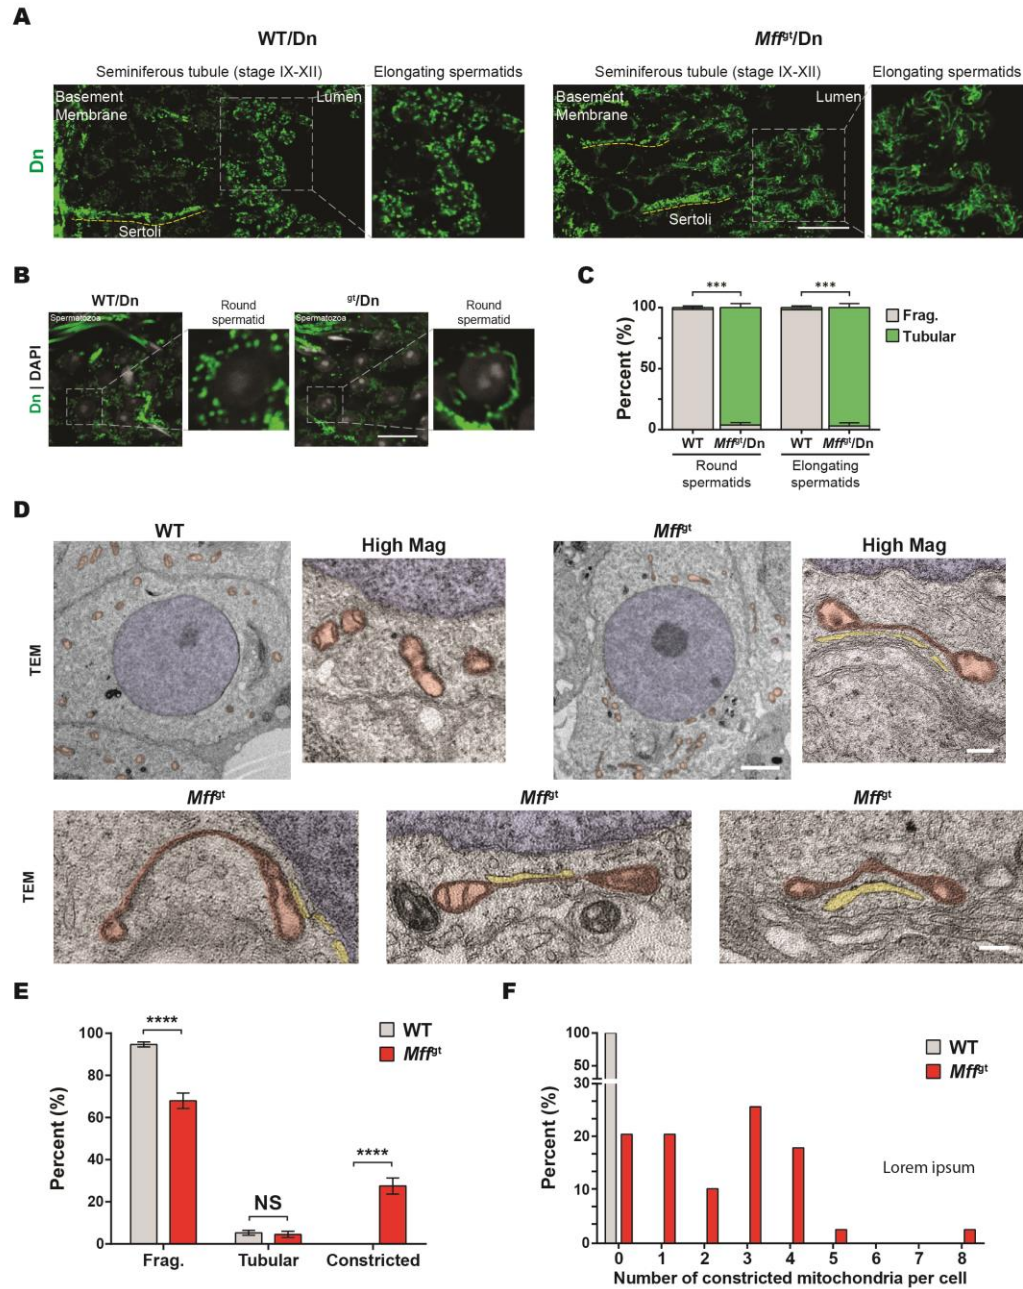 A
WT/Dn
Mffgt/Dn
Seminiferous tubule (stage IX-XII)
Elongating spermatids
Seminiferous tubule (stage IX-XII)
Elongating spermatids
Basement
Membrane
Lumen
Basement
Membrane
Lumen
Dn
Sertoli
Sertoli
B
WT/Dn
Round
spermatid
gt/Dn
Round
spermatid
Spermatozoa
Spermatozoa
Dn | DAPI
C
***
***
Percent (%)
100
50
0
Frag.
Tubular
WT
Mffgt/Dn
WT
Mffgt/Dn
Round
spermatids
Elongating
spermatids
D
WT
High Mag
Mffgt
High Mag
TEM
Mffgt
Mffgt
Mffgt
TEM
E
Percent (%)
100
80
60
40
20
0
****
NS
****
WT
Mffgt
Frag.
Tubular
Constricted
F
Percent (%)
100
50
30
20
10
0
WT
Mffgt
Lorem ipsum
0 1 2 3 4 5 6 7 8
Number of constricted mitochondria per cell